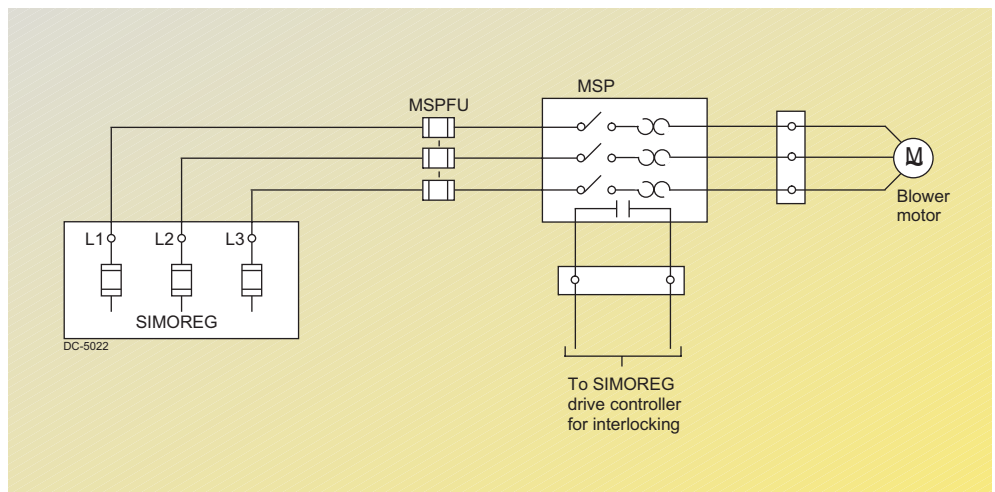 MSP
MSPFU
M
Blower
motor
L1
L2
L3
SIMOREG
DC-5022
To SIMOREG
drive controller
for interlocking